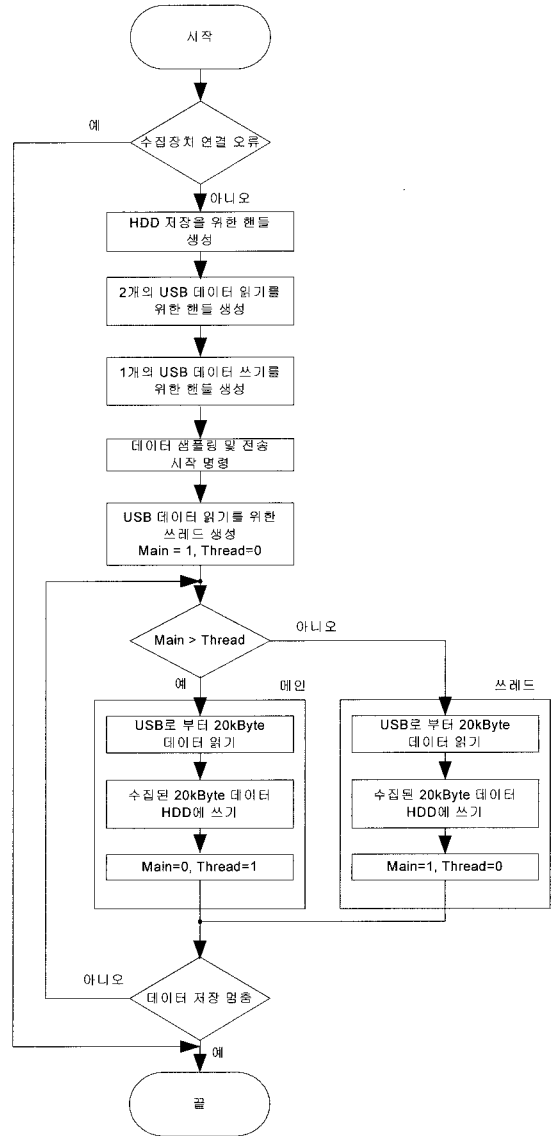 시작
예
수집장치 연결 오류
아니오
HDD 저장을 위한 핸들
생성
2개의 USB 데이터 읽기를
위한 핸들 생성
1개의 USB 데이터 쓰기를
위한 핸들 생성
데이터 샘플링 및 전송
시작 명령
USB 데이터 읽기를 위한
쓰레드 생성
Main = 1, Thread=0
Main > Thread
아니오
예
메인
쓰레드
USB로 부터 20kByte
데이터 읽기
수집된 20kByte 데이터
HDD에 쓰기
Main=0, Thread=1
USB로 부터 20kByte
데이터 읽기
수집된 20kByte 데이터
HDD에 쓰기
Main=1, Thread=0
아니오
데이터 저장 멈춤
예
끝